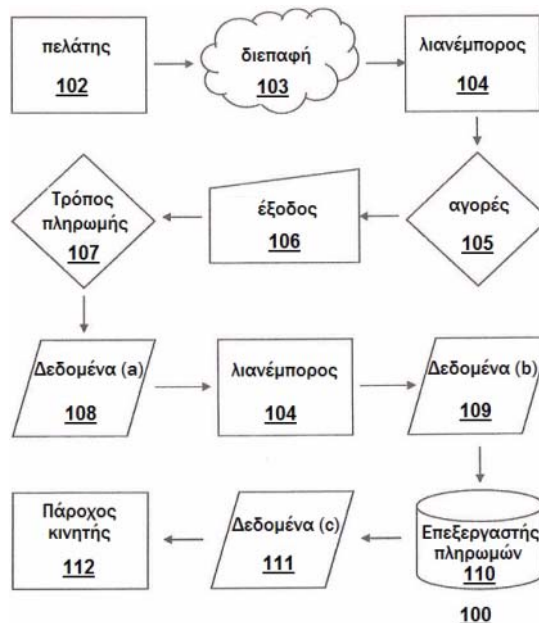 πελάτης
102
διεπαφή
103
λιανέμπορος
104
Τρόπος
πληρωμής
107
έξοδος
106
αγορές
105
Δεδομένα (a)
108
λιανέμπορος
104
Δεδομένα (b)
109
Πάροχος
κινητής
112
Δεδομένα (c)
111
Επεξεργαστής
πληρωμών
110
100